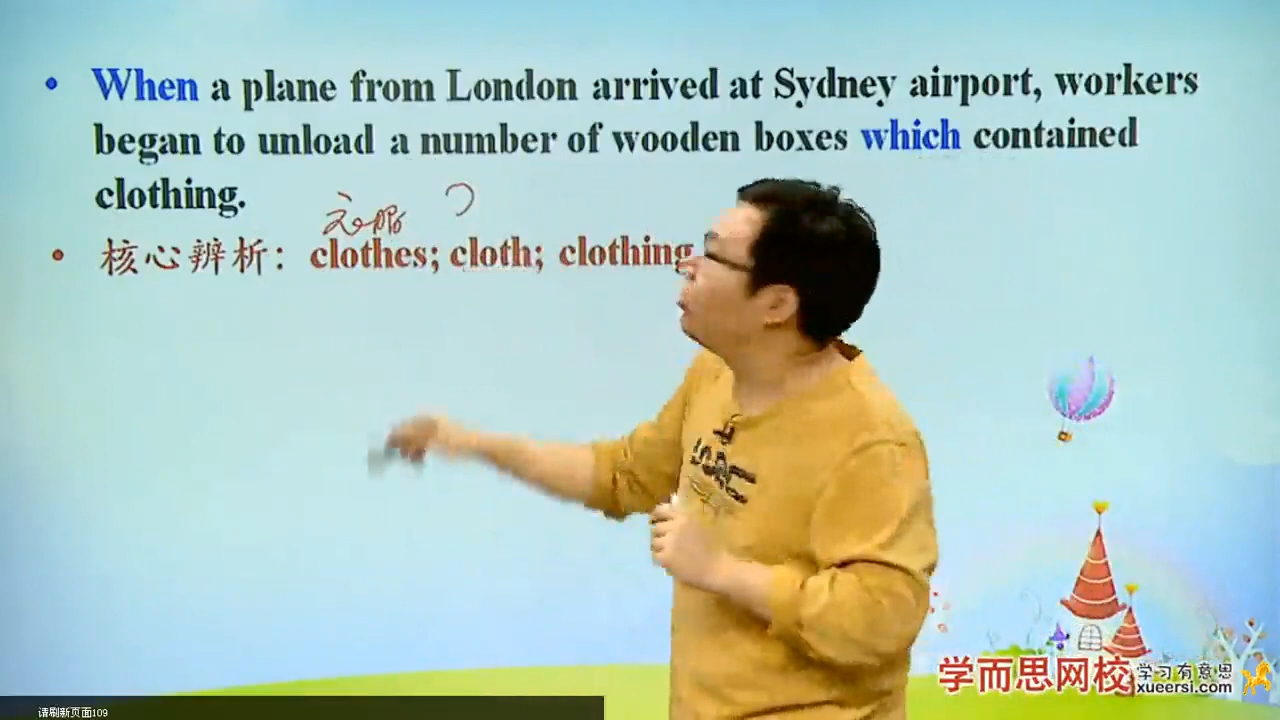 • When a plane from London arrived at Sydney airport, workers
began to unload a number of wooden boxes which contained
clothing.
• 核心辨析: clothes; cloth; clothing
学而思网校 学习有意思
xueersi.com
请刷新页面109